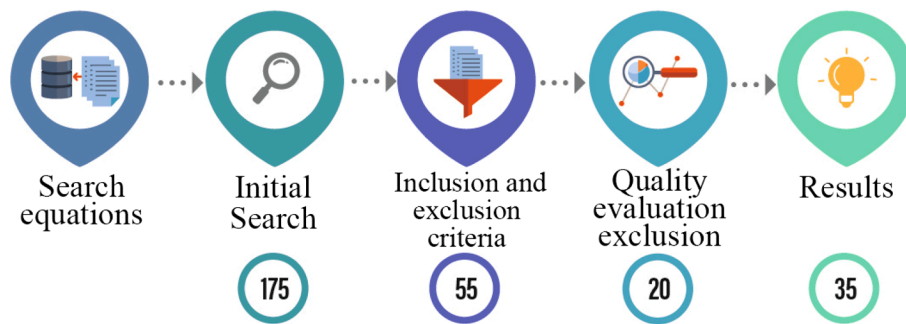 Search
equations
Initial
Search
Inclusion and
exclusion
criteria
Quality
evaluation
exclusion
Results
175
55
20
35